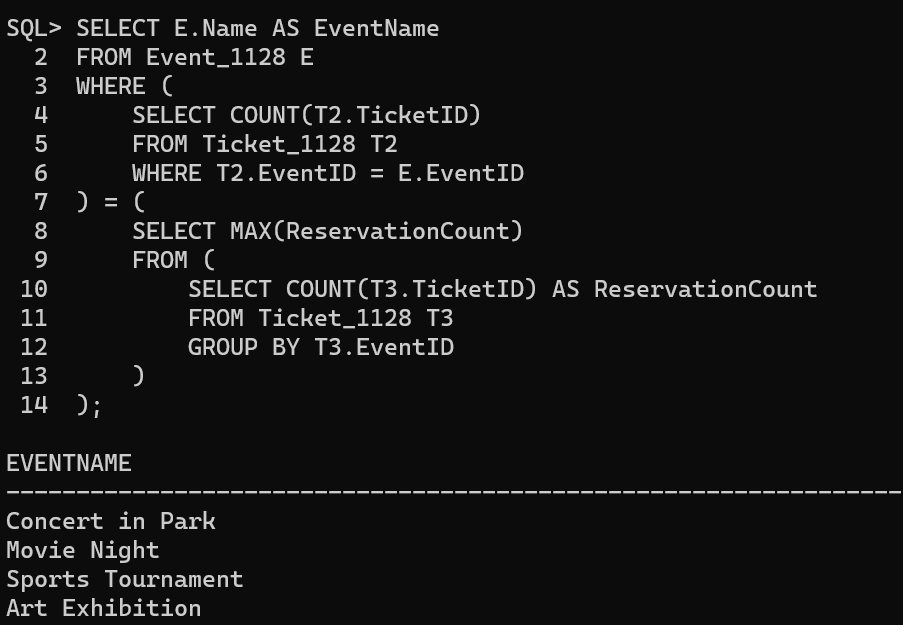 SQL> SELECT E.Name AS EventName
  2  FROM Event_1128 E
  3  WHERE (
  4      SELECT COUNT(T2.TicketID)
  5      FROM Ticket_1128 T2
  6      WHERE T2.EventID = E.EventID
  7  ) = (
  8      SELECT MAX(ReservationCount)
  9      FROM (
 10          SELECT COUNT(T3.TicketID) AS ReservationCount
 11          FROM Ticket_1128 T3
 12          GROUP BY T3.EventID
 13      )
 14  );

EVENTNAME
----------------------------------------------------------------
Concert in Park
Movie Night
Sports Tournament
Art Exhibition